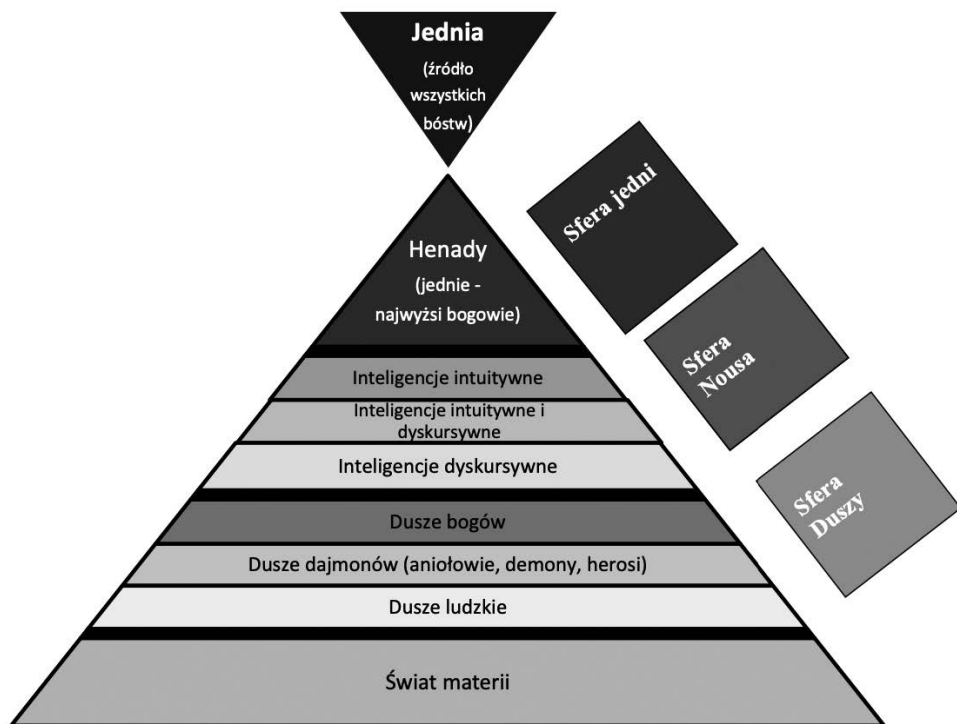 Jednia
(źródło
wszystkich
bóstw)
Henady
(jednie -
najwyżsi bogowie)
Inteligencje intuitywne
Inteligencje intuitywne i
dyskursywne
Inteligencje dyskursywne
Dusze bogów
Dusze dajmonów (aniołowie, demony, herosi)
Dusze ludzkie
Świat materii
Sfera jedni
Sfera
Nousa
Sfera
Duszy